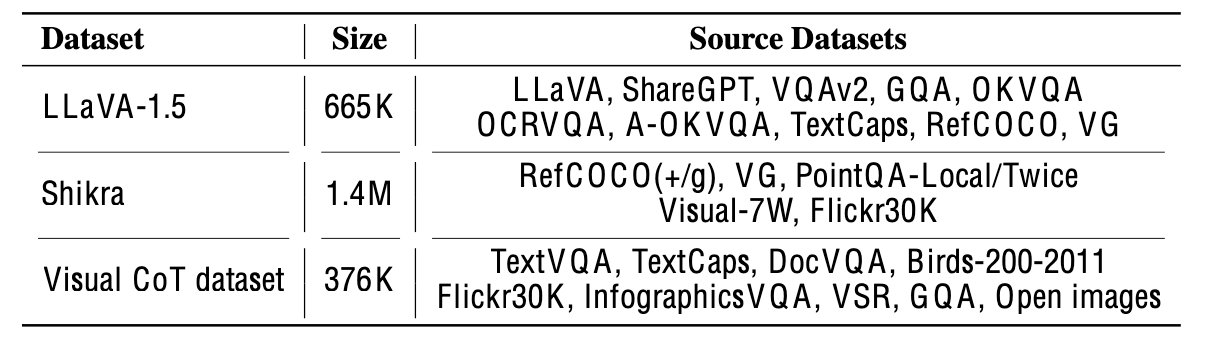 Dataset Size Source Datasets
LLaVA-1.5 665K LLaVA, ShareGPT, VQAv2, GQA, OKVQA
OCRVQA, A-OKVQA, TextCaps, RefCOCO, VG
Shikra 1.4M RefCOCO(+/g), VG, PointQA-Local/Twice
Visual-7W, Flickr30K
Visual CoT dataset 376K TextVQA, TextCaps, DocVQA, Birds-200-2011
Flickr30K, InfographicsVQA, VSR, GQA, Open images